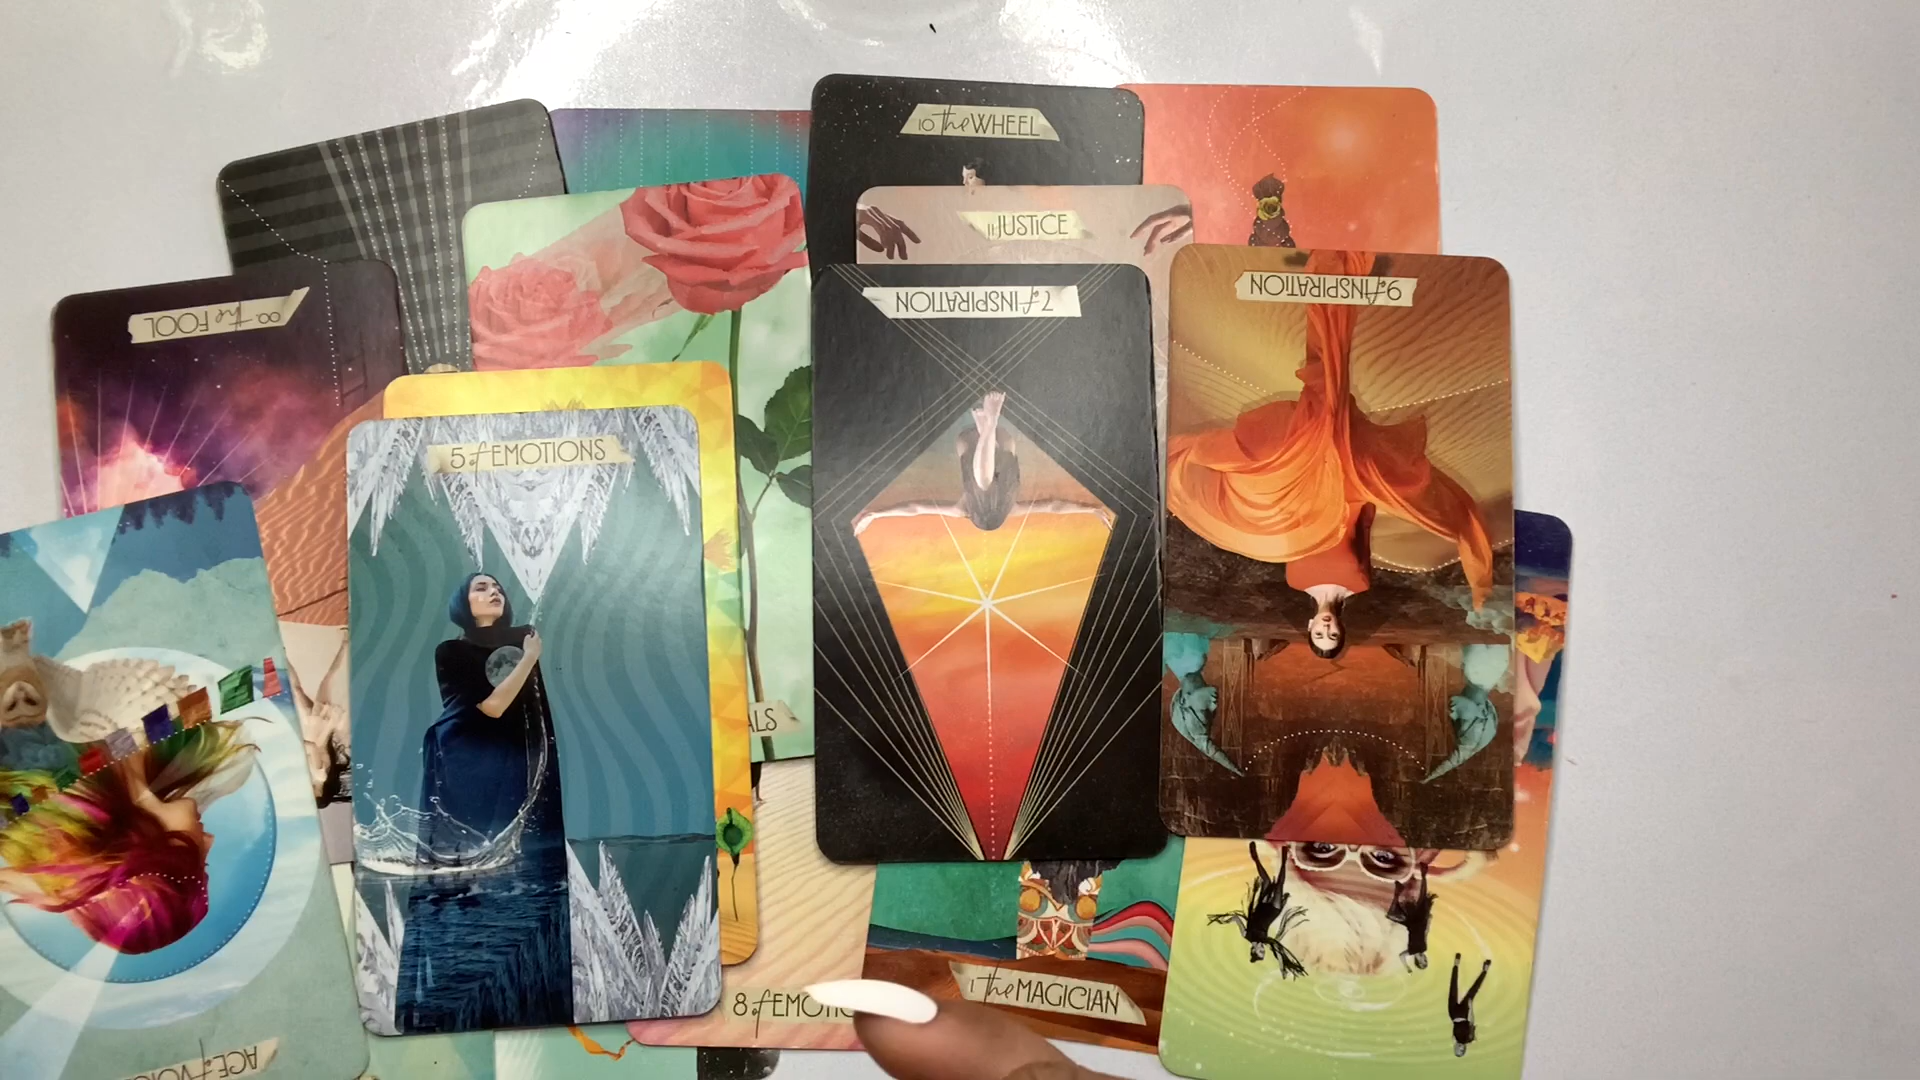 10 the WHEEL
11 JUSTICE
00 the FOOL
7 of INSPIRATION
9 of INSPIRATION
5 of EMOTIONS
ALS
8 of EMOTIO
1 the MAGICIAN
ACE of VOIC